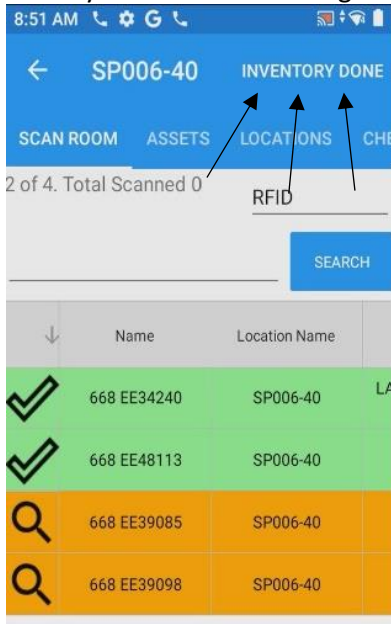 8:51 AM G
SP006-40 INVENTORY DONE
SCAN ROOM ASSETS LOCATIONS
2 of 4. Total Scanned 0
RFID
SEARCH
Name Location Name
668 EE34240 SP006-40 LA
668 EE48113 SP006-40
668 EE39085 SP006-40
668 EE39098 SP006-40